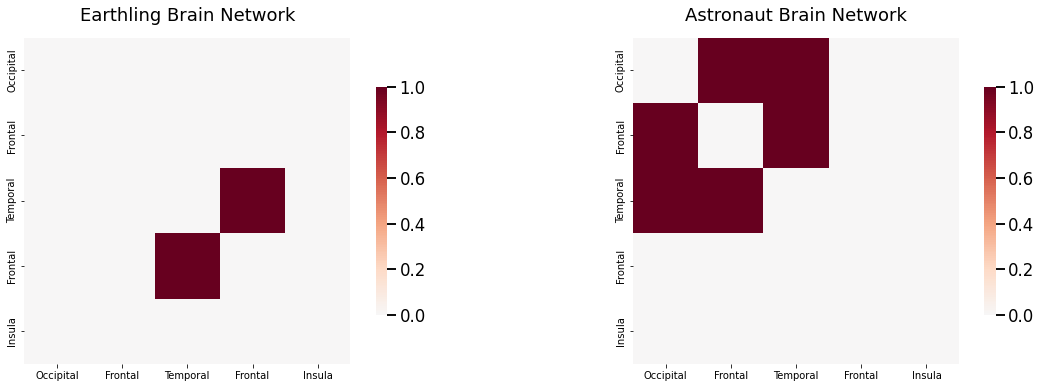 Earthling Brain Network
Occipital
Frontal
Temporal
Frontal
Insula
Occipital Frontal Temporal Frontal Insula
1.0
0.8
0.6
0.4
0.2
0.0
Astronaut Brain Network
Occipital
Frontal
Temporal
Frontal
Insula
Occipital Frontal Temporal Frontal Insula
1.0
0.8
0.6
0.4
0.2
0.0